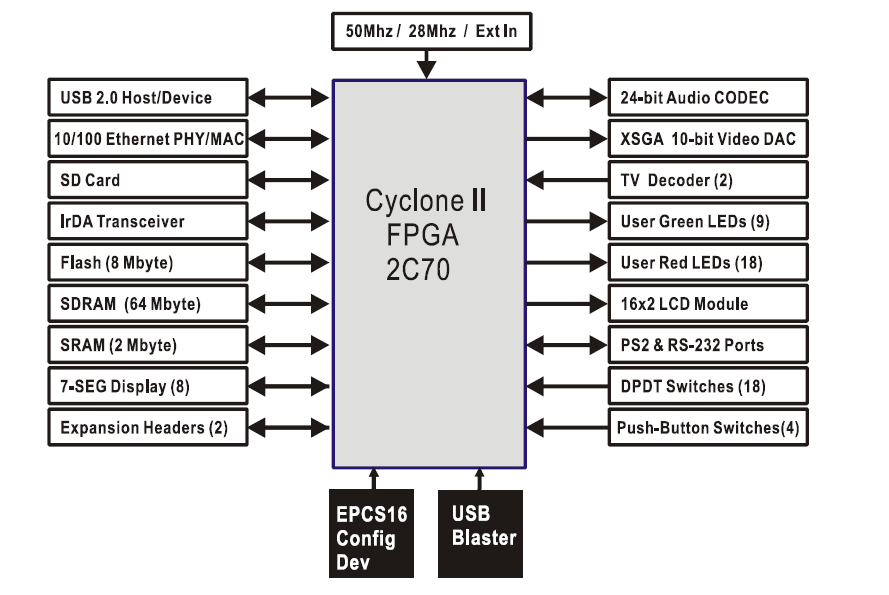 50Mhz / 28Mhz / Ext In
USB 2.0 Host/Device
10/100 Ethernet PHY/MAC
SD Card
IrDA Transceiver
Flash (8 Mbyte)
SDRAM (64 Mbyte)
SRAM (2 Mbyte)
7-SEG Display (8)
Expansion Headers (2)
Cyclone II
FPGA
2C70
24-bit Audio CODEC
XSGA 10-bit Video DAC
TV Decoder (2)
User Green LEDs (9)
User Red LEDs (18)
16x2 LCD Module
PS2 & RS-232 Ports
DPDT Switches (18)
Push-Button Switches(4)
EPCS16
Config
Dev
USB
Blaster